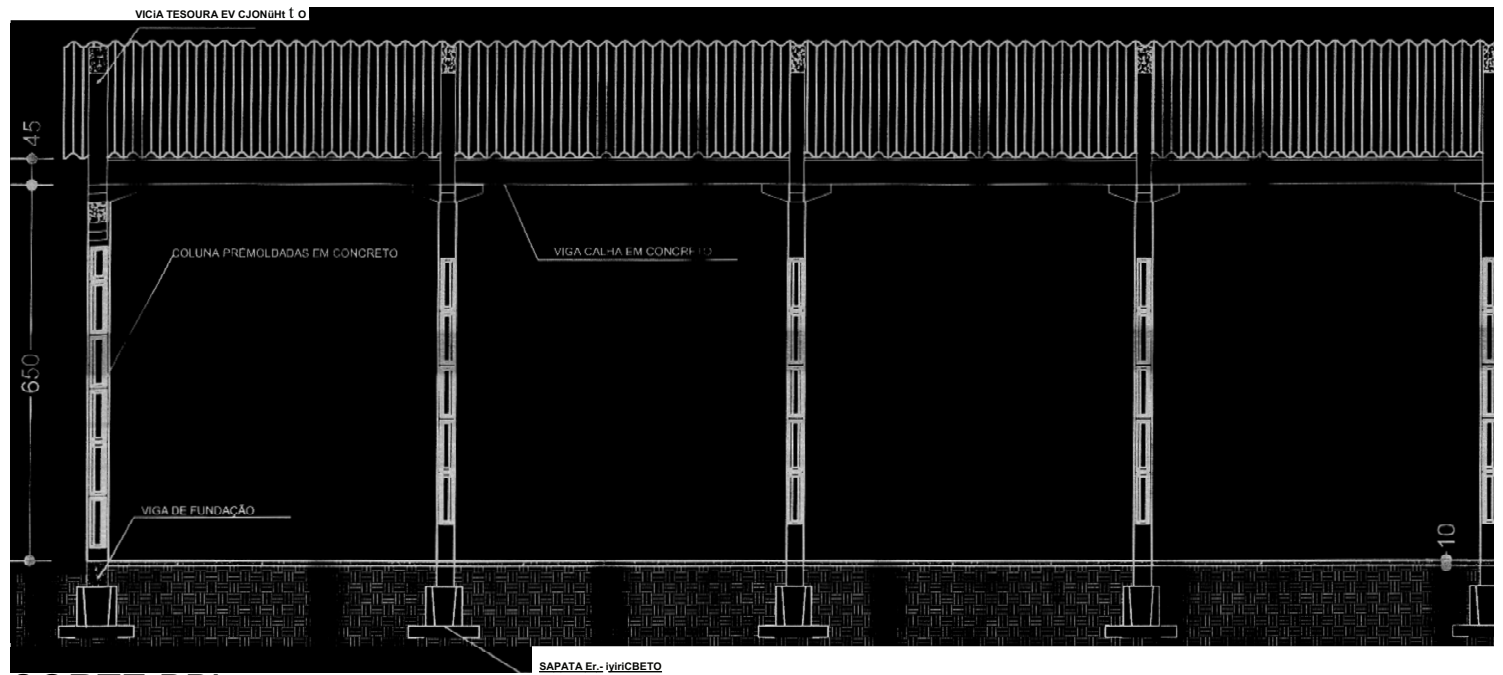 VICiA TESOURA EV CJONüHt t o
45
COLUNA PREMOLDADAS EM CONCRETO
VIGA CALHA EM CONCRETO
650
VIGA DE FUNDAÇÃO
10
SAPATA Er.- iyiriCBETO